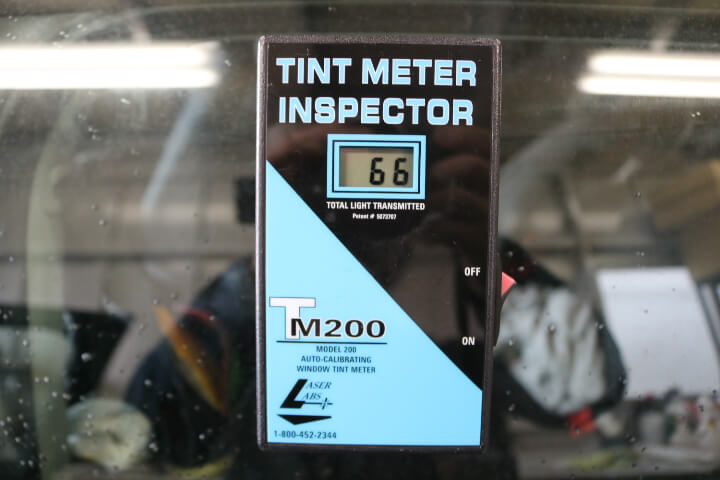 TINT METER
INSPECTOR
66
TOTAL LIGHT TRANSMITTED
Patent # 5073707
OFF
ON
TM200
MODEL 200
AUTO-CALIBRATING
WINDOW TINT METER
LASER
LABS
1-800-452-2344